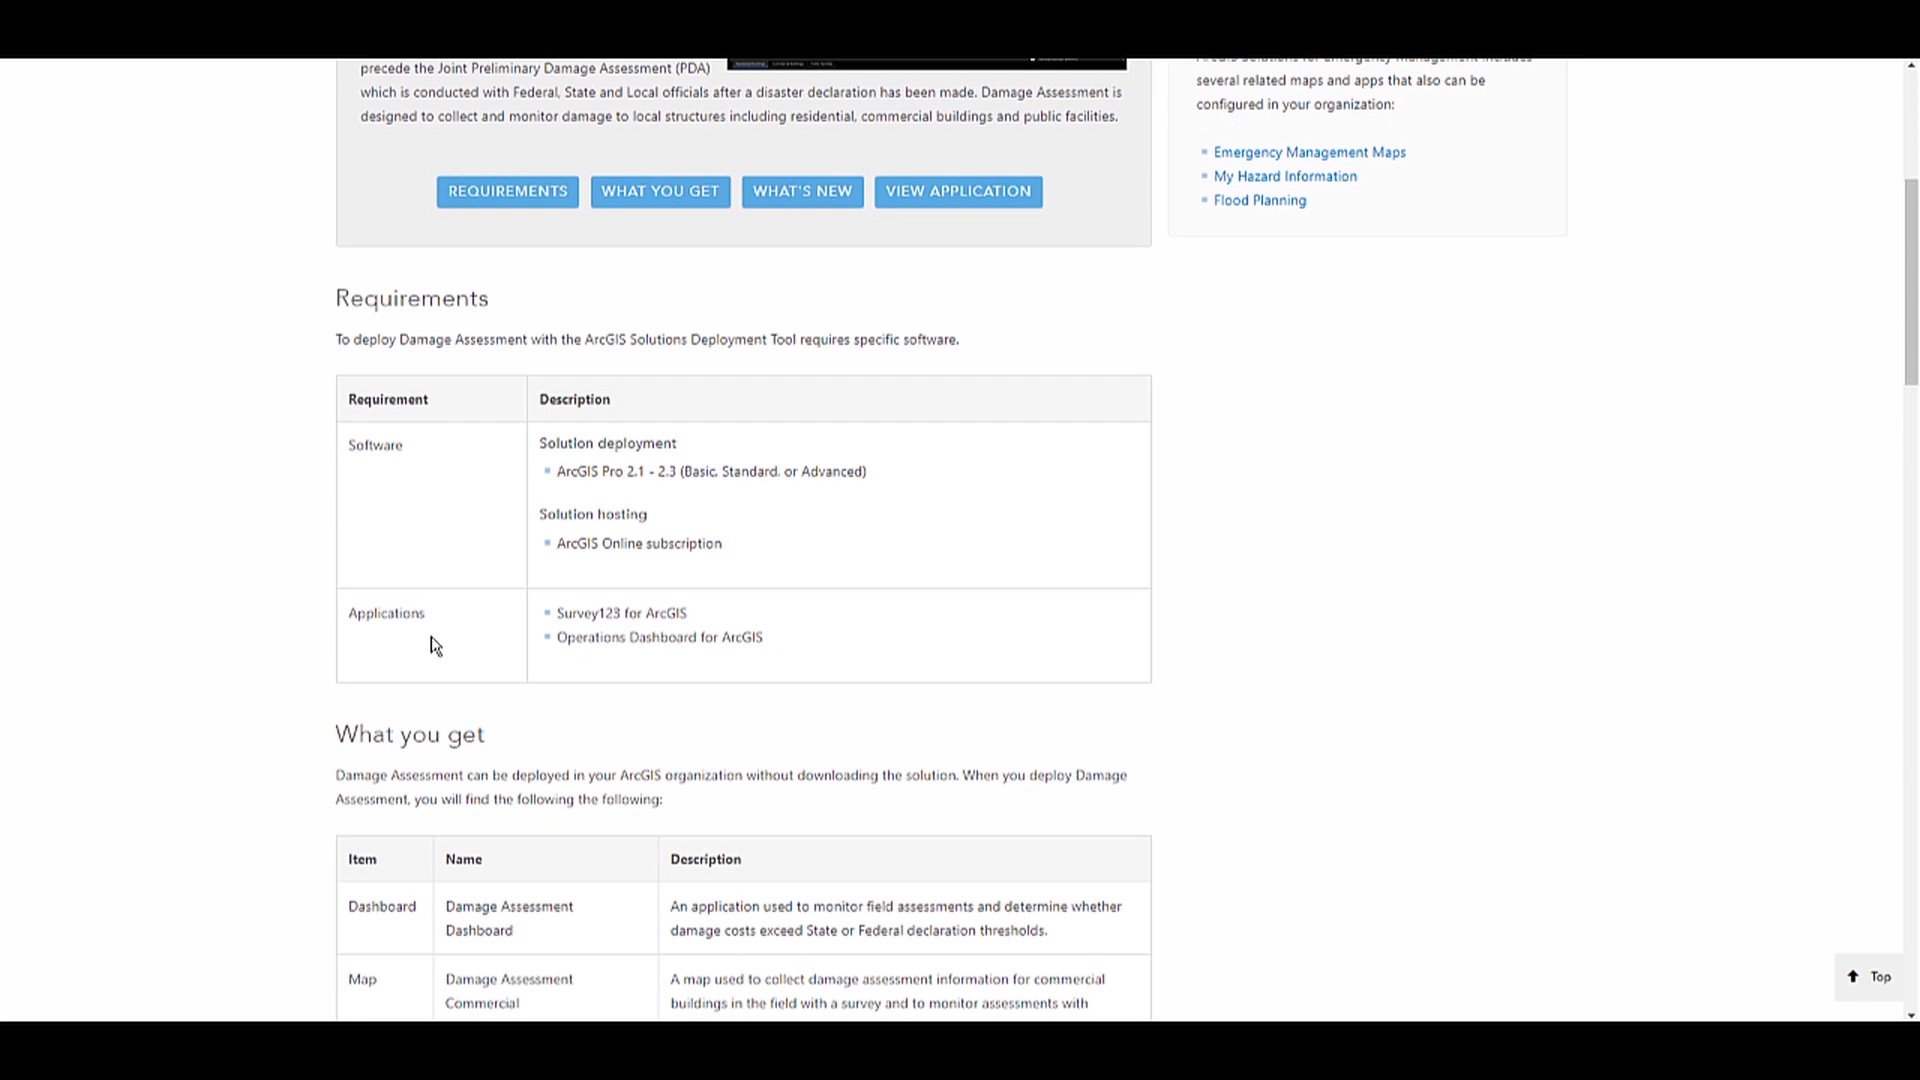 precede the Joint Preliminary Damage Assessment (PDA)
which is conducted with Federal, State and Local officials after a disaster declaration has been made. Damage Assessment is
designed to collect and monitor damage to local structures including residential, commercial buildings and public facilities.
REQUIREMENTS
WHAT YOU GET
WHAT'S NEW
VIEW APPLICATION
several related maps and apps that also can be
configured in your organization:
Emergency Management Maps
My Hazard Information
Flood Planning
Requirements
To deploy Damage Assessment with the ArcGIS Solutions Deployment Tool requires specific software.
Requirement
Description
Software
Solution deployment
ArcGIS Pro 2.1 - 2.3 (Basic, Standard, or Advanced)
Solution hosting
ArcGIS Online subscription
Applications
Survey123 for ArcGIS
Operations Dashboard for ArcGIS
What you get
Damage Assessment can be deployed in your ArcGIS organization without downloading the solution. When you deploy Damage
Assessment, you will find the following the following:
Item
Name
Description
Dashboard
Damage Assessment
Dashboard
An application used to monitor field assessments and determine whether
damage costs exceed State or Federal declaration thresholds.
Map
Damage Assessment
Commercial
A map used to collect damage assessment information for commercial
buildings in the field with a survey and to monitor assessments with
Top